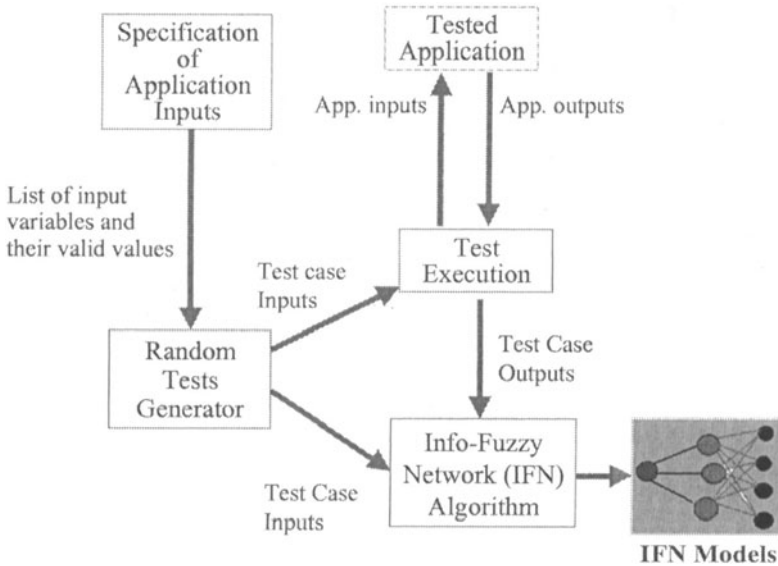 Specification
of
Application
Inputs
Tested
Application
App. inputs
App. outputs
List of input
variables and
their valid values
Test
Execution
Test case
Inputs
Random
Tests
Generator
Test Case
Outputs
Info-Fuzzy
Network (IFN)
Algorithm
Test Case
Inputs
IFN Models